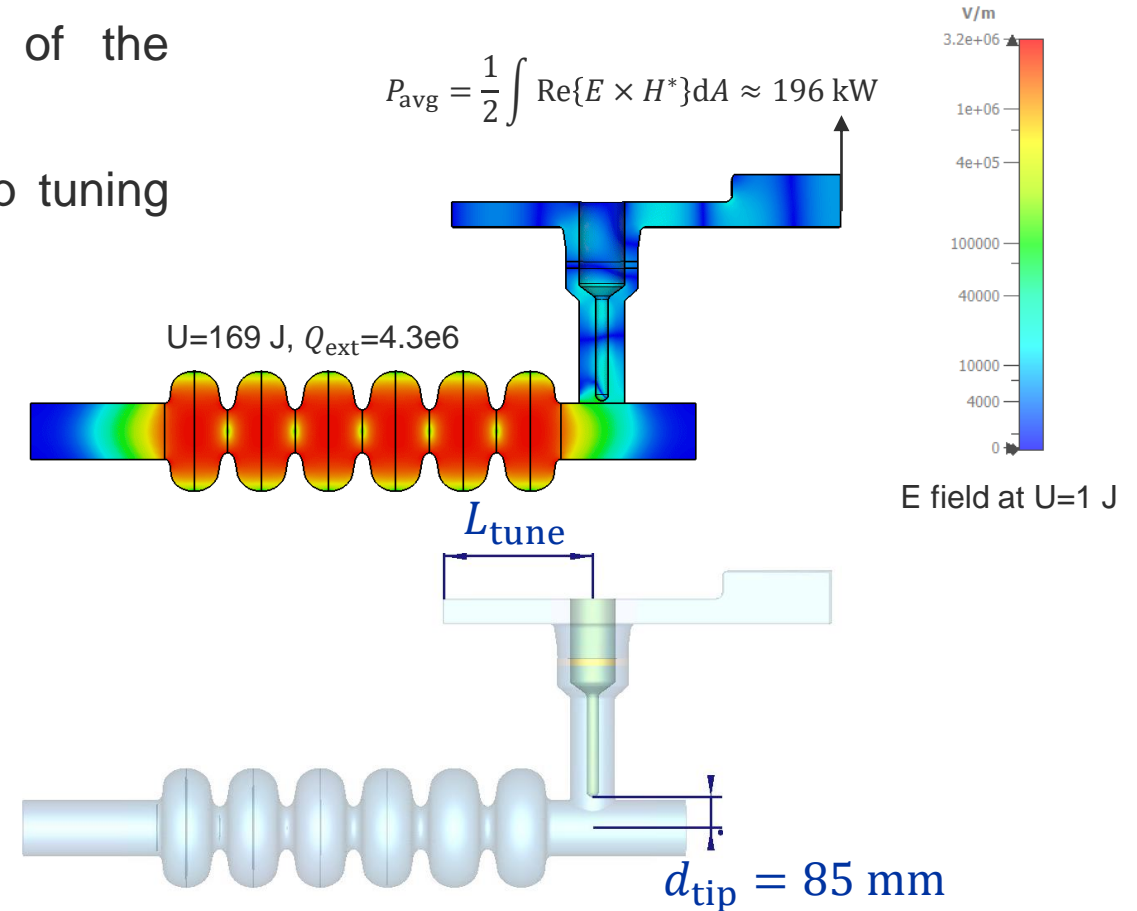 of the
o tuning
P_avg = 1/2 ∫ Re{E × H*}dA ≈ 196 kW
V/m
3.2e+06
1e+06
4e+05
100000
40000
10000
4000
0
U=169 J, Q_ext=4.3e6
E field at U=1 J
L_tune
d_tip = 85 mm